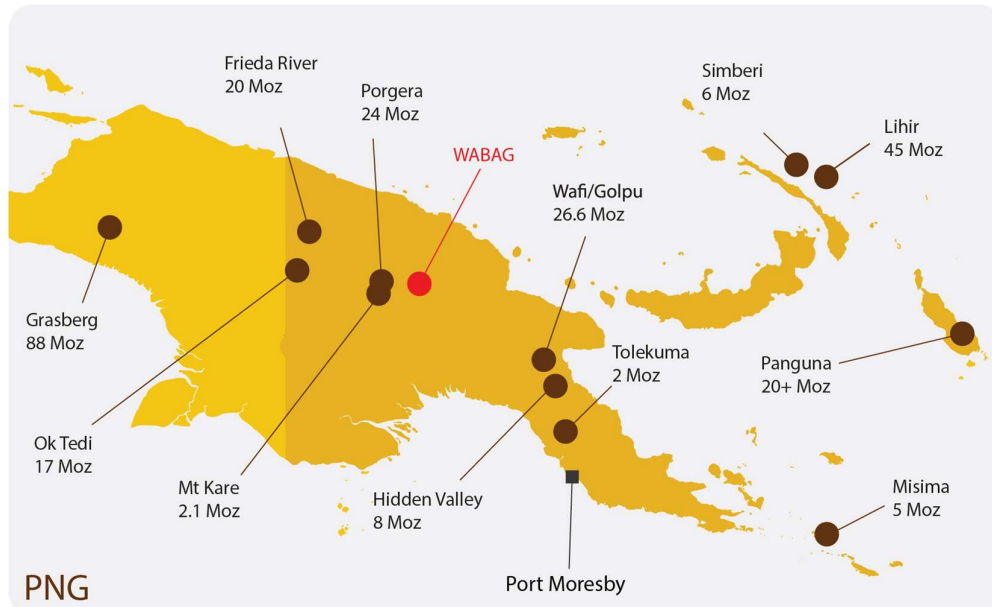 Frieda River
20 Moz
Porgera
24 Moz
WABAG
Simberi
6 Moz
Lihir
45 Moz
Wafi/Golpu
26.6 Moz
Grasberg
88 Moz
Tolekuma
2 Moz
Panguna
20+ Moz
Ok Tedi
17 Moz
Mt Kare
2.1 Moz
Hidden Valley
8 Moz
Misima
5 Moz
Port Moresby
PNG